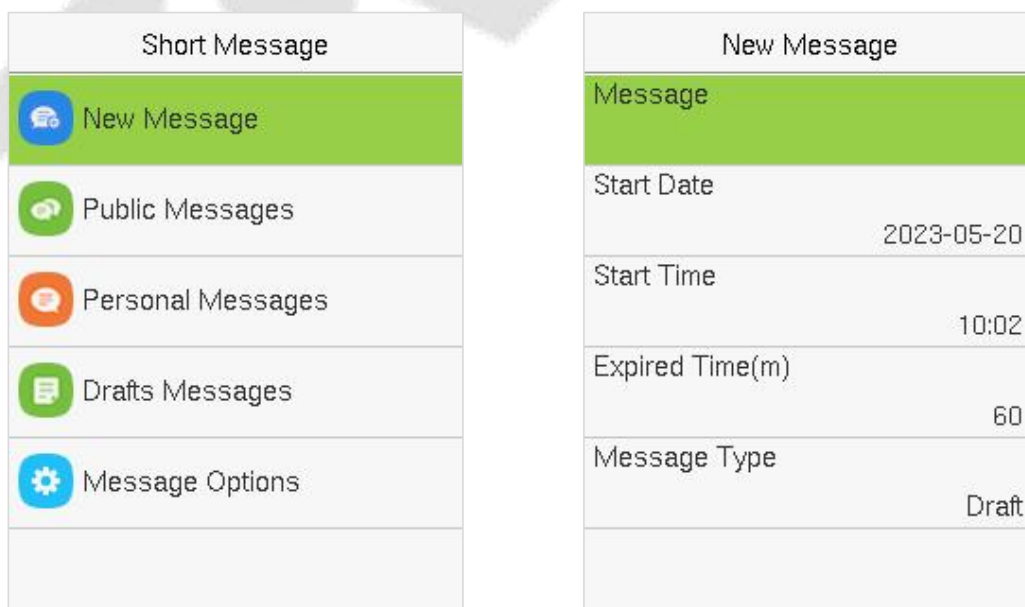 Short Message
New Message
Public Messages
Personal Messages
Drafts Messages
Message Options
New Message
Message
Start Date
2023-05-20
Start Time
10:02
Expired Time(m)
60
Message Type
Draft